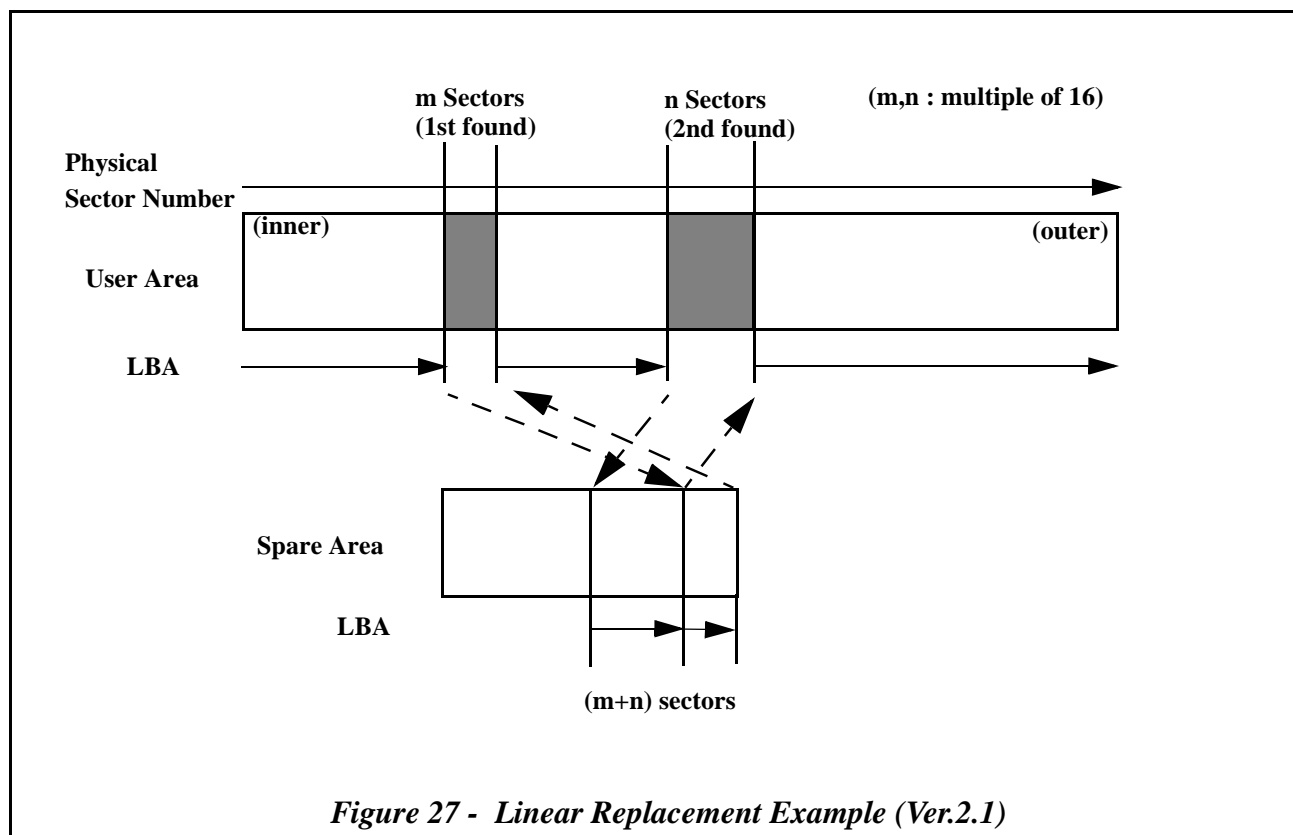 m Sectors
(1st found)
n Sectors
(2nd found)
(m,n : multiple of 16)
Physical
Sector Number
(inner)
(outer)
User Area
LBA
Spare Area
LBA
(m+n) sectors
Figure 27 - Linear Replacement Example (Ver.2.1)